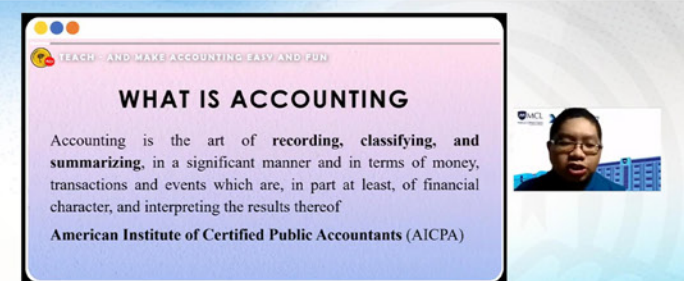 TEACH - AND MAKE ACCOUNTING EASY AND FUN
WHAT IS ACCOUNTING
Accounting is the art of recording, classifying, and
summarizing, in a significant manner and in terms of money,
transactions and events which are, in part at least, of financial
character, and interpreting the results thereof
American Institute of Certified Public Accountants (AICPA)
MCL